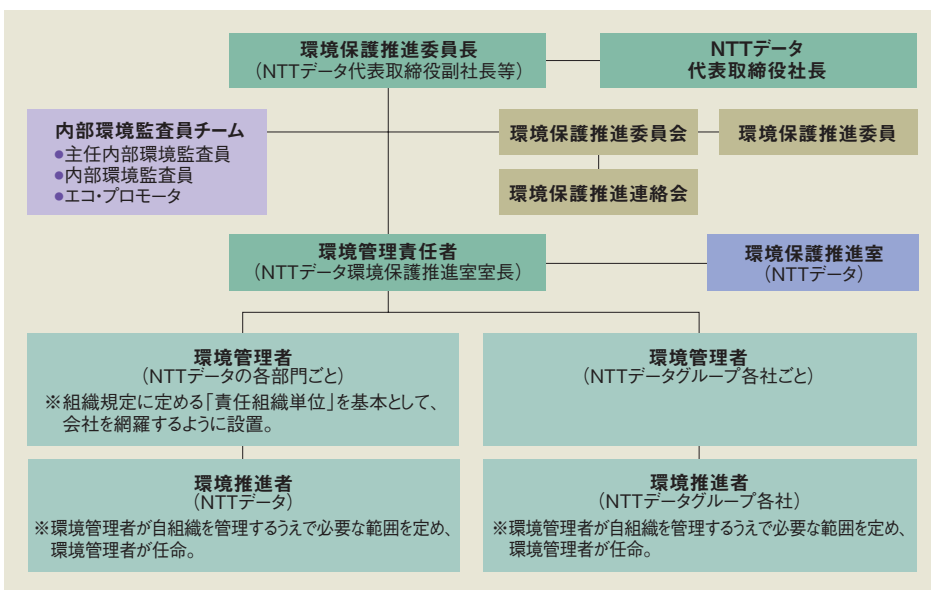 環境保護推進委員長
（NTTデータ代表取締役副社長等）
NTTデータ
代表取締役社長
内部環境監査員チーム
●主任内部環境監査員
●内部環境監査員
●エコ・プロモータ
環境保護推進委員会
環境保護推進委員
環境保護推進連絡会
環境管理責任者
（NTTデータ環境保護推進室室長）
環境保護推進室
（NTTデータ）
環境管理者
（NTTデータの各部門ごと）
※組織規定に定める「責任組織単位」を基本として、
会社を網羅するように設置。
環境管理者
（NTTデータグループ各社ごと）
環境推進者
（NTTデータ）
※環境管理者が自組織を管理するうえで必要な範囲を定め、
環境管理者が任命。
環境推進者
（NTTデータグループ各社）
※環境管理者が自組織を管理するうえで必要な範囲を定め、
環境管理者が任命。